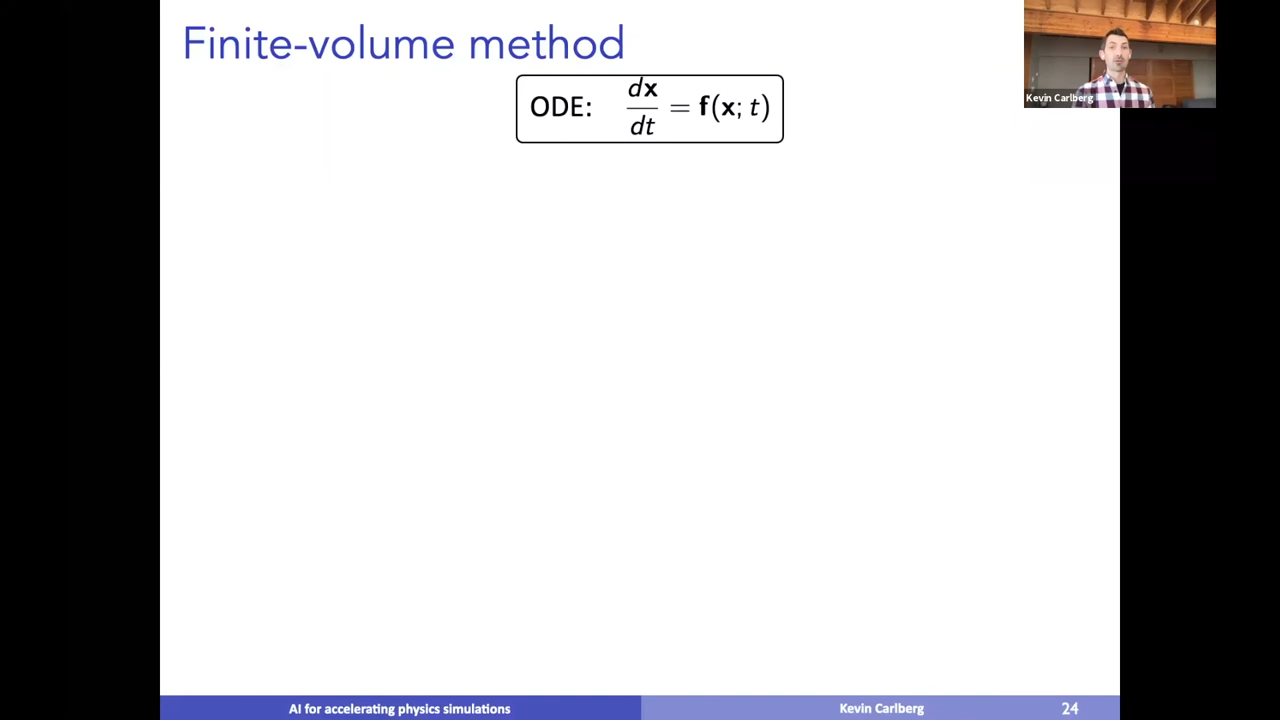 Finite-volume method
Kevin Carlberg
ODE: dx/dt = f(x; t)
AI for accelerating physics simulations
Kevin Carlberg
24